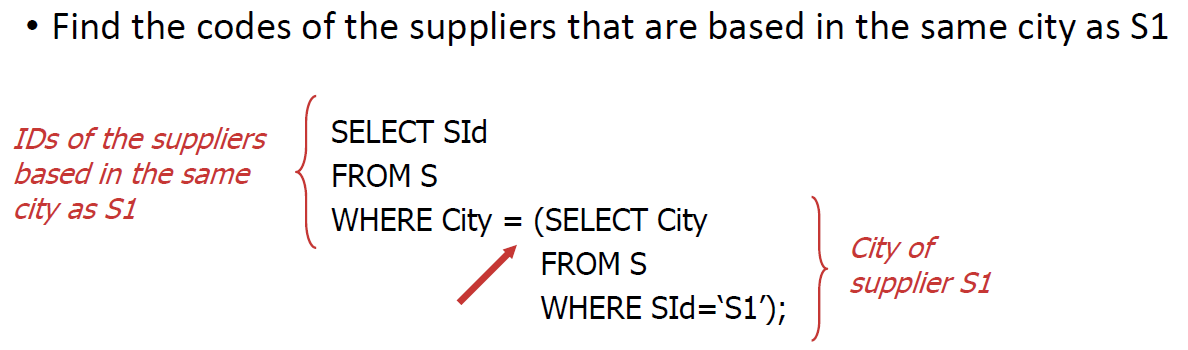 • Find the codes of the suppliers that are based in the same city as S1
IDs of the suppliers
based in the same
city as S1
SELECT SId
FROM S
WHERE City = (SELECT City
FROM S
WHERE SId=‘S1’);
City of
supplier S1